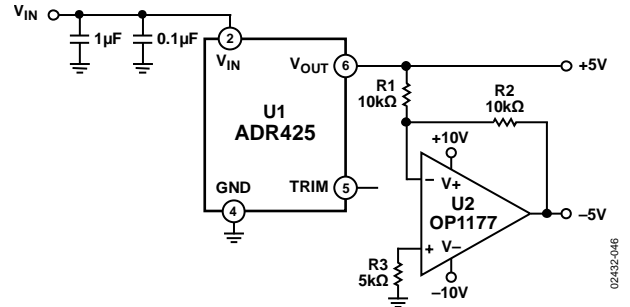 VIN
1µF
0.1µF
2
VIN
VOUT
6
+5V
R1
10kΩ
R2
10kΩ
U1
ADR425
+10V
GND
TRIM
5
4
−
V+
U2
OP1177
−5V
+
V−
R3
5kΩ
−10V
02432-046